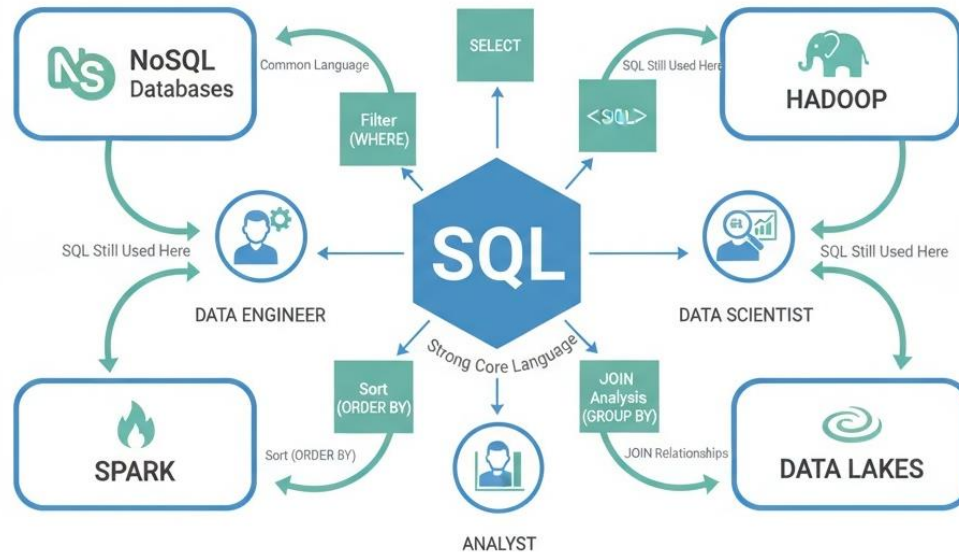 NS
NoSQL
Databases
Common Language
SELECT
SQL Still Used Here
HADOOP
Filter
(WHERE)
<SQL>
SQL
SQL Still Used Here
SQL Still Used Here
DATA ENGINEER
DATA SCIENTIST
Strong Core Language
Sort
(ORDER BY)
JOIN
Analysis
(GROUP BY)
SPARK
Sort (ORDER BY)
JOIN Relationships
DATA LAKES
ANALYST